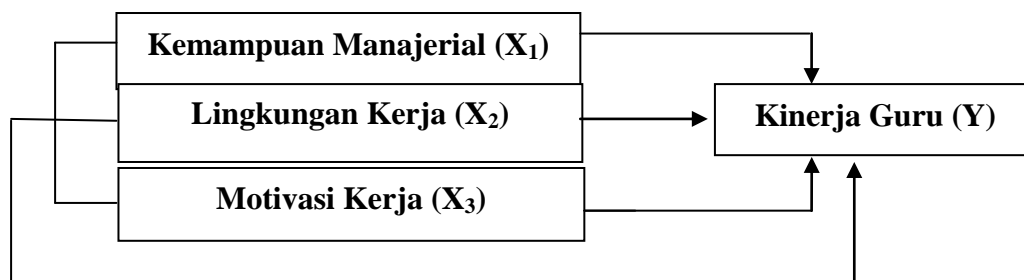 Kemampuan Manajerial (X₁)
Lingkungan Kerja (X₂)
Kinerja Guru (Y)
Motivasi Kerja (X₃)